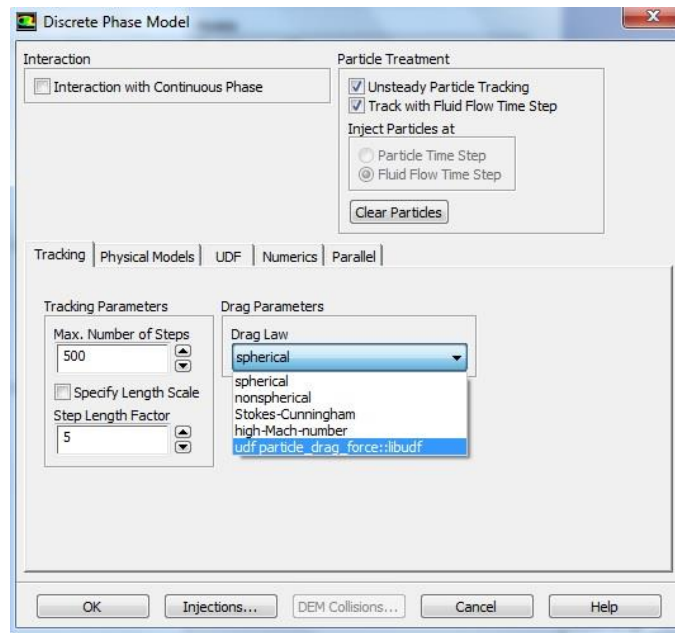 Discrete Phase Model
Interaction
Interaction with Continuous Phase
Particle Treatment
Unsteady Particle Tracking
Track with Fluid Flow Time Step
Inject Particles at
Particle Time Step
Fluid Flow Time Step
Clear Particles
Tracking Physical Models UDF Numerics Parallel
Tracking Parameters
Max. Number of Steps
500
Specify Length Scale
Step Length Factor
5
Drag Parameters
Drag Law
spherical
spherical
nonspherical
Stokes-Cunningham
high-Mach-number
udf particle_drag_force::libudf
OK Injections... DEM Collisions... Cancel Help